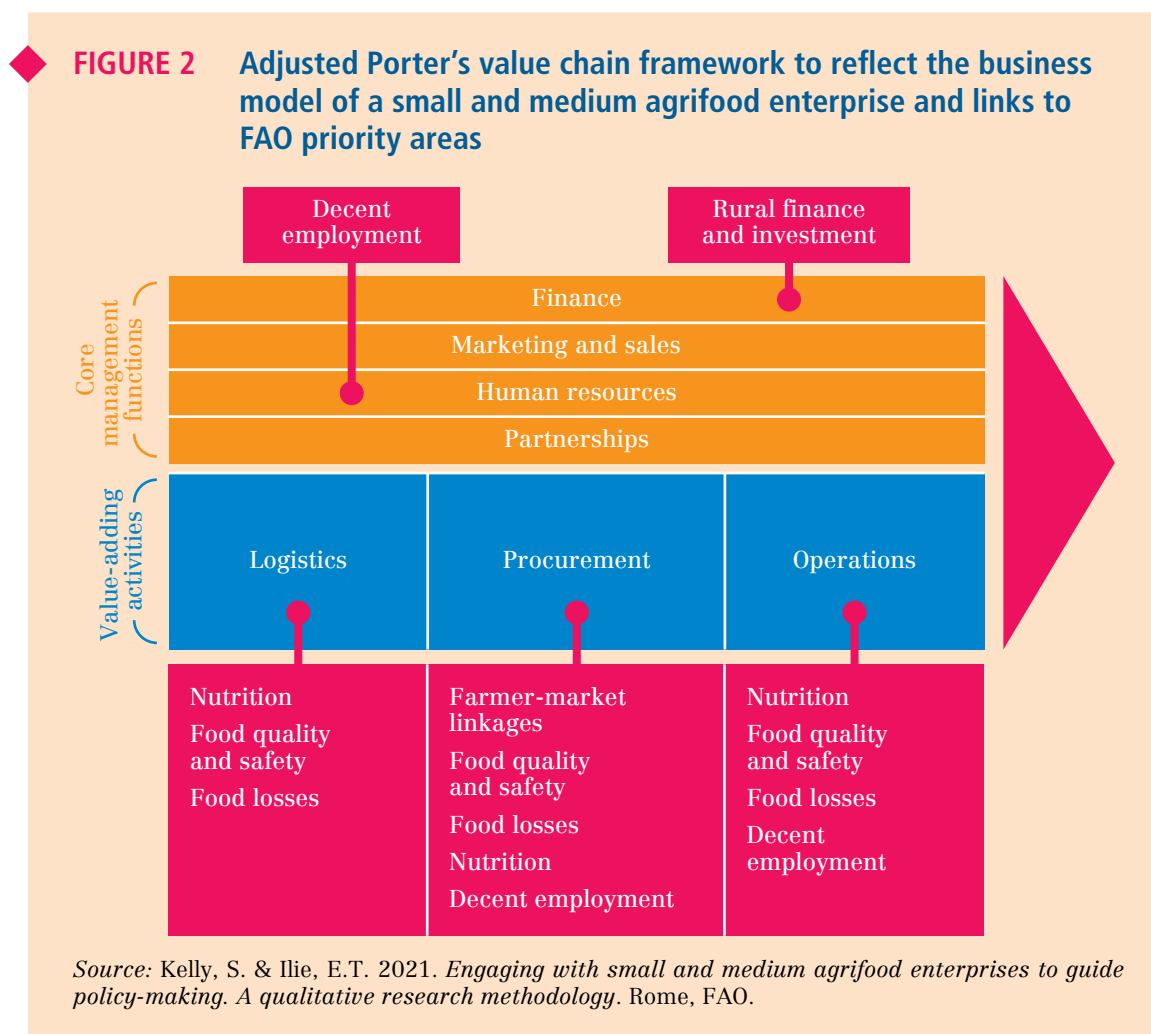 FIGURE 2
Adjusted Porter's value chain framework to reflect the business
model of a small and medium agrifood enterprise and links to
FAO priority areas
Decent
employment
Rural finance
and investment
Core
management
functions
Finance
Marketing and sales
Human resources
Partnerships
Value-adding
activities
Logistics
Procurement
Operations
Nutrition
Food quality
and safety
Food losses
Farmer-market
linkages
Food quality
and safety
Food losses
Nutrition
Decent employment
Nutrition
Food quality
and safety
Food losses
Decent
employment
Source: Kelly, S. & Ilie, E.T. 2021. Engaging with small and medium agrifood enterprises to guide
policy-making. A qualitative research methodology. Rome, FAO.